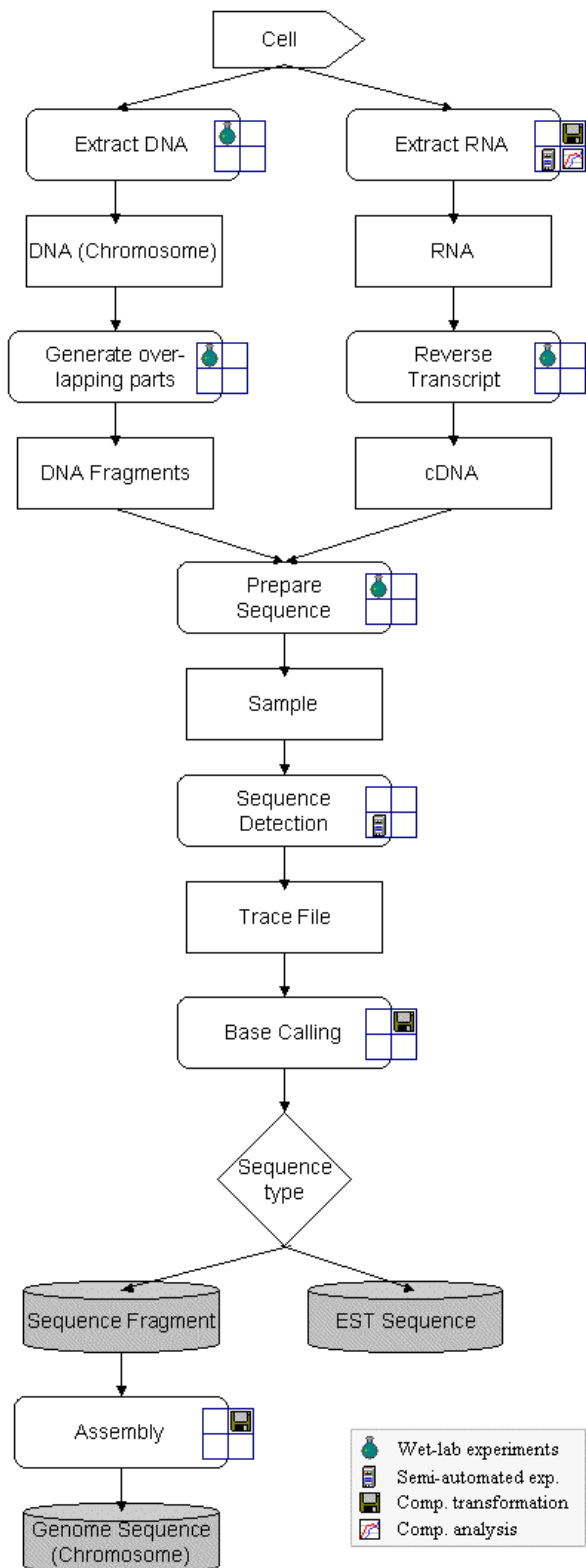 Cell
Extract DNA
Extract RNA
DNA (Chromosome)
RNA
Generate over-
lapping parts
Reverse
Transcript
DNA Fragments
cDNA
Prepare
Sequence
Sample
Sequence
Detection
Trace File
Base Calling
Sequence
type
Sequence Fragment
EST Sequence
Assembly
Genome Sequence
(Chromosome)
Wet-lab experiments
Semi-automated exp.
Comp. transformation
Comp. analysis